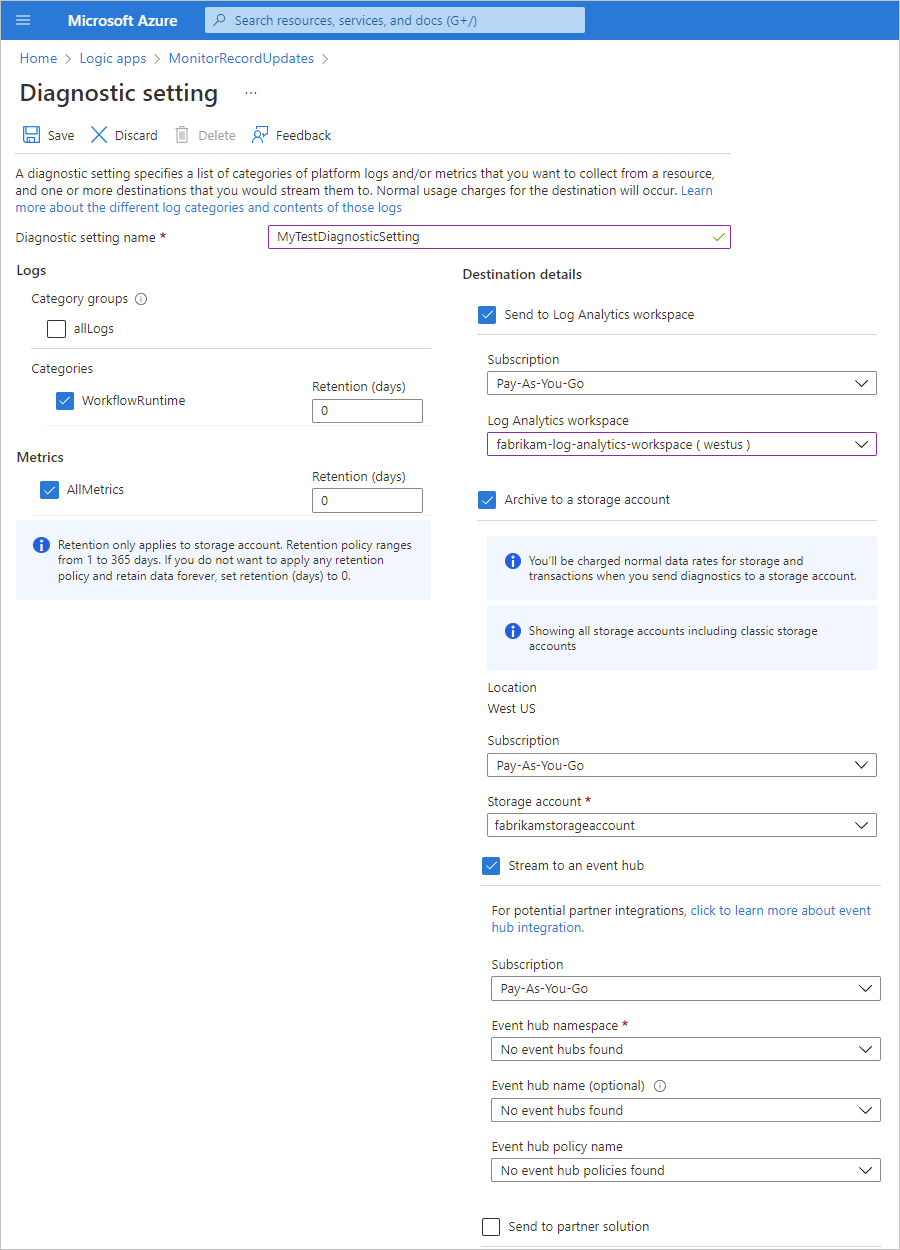 Microsoft Azure
Search resources, services, and docs (G+/)
Home > Logic apps > MonitorRecordUpdates >
Diagnostic setting ...
Save Discard Delete Feedback
A diagnostic setting specifies a list of categories of platform logs and/or metrics that you want to collect from a resource,
and one or more destinations that you would stream them to. Normal usage charges for the destination will occur. Learn
more about the different log categories and contents of those logs
Diagnostic setting name *
MyTestDiagnosticSetting
Logs
Category groups
allLogs
Categories
WorkflowRuntime
Retention (days)
0
Metrics
AllMetrics
Retention (days)
0
Retention only applies to storage account. Retention policy ranges
from 1 to 365 days. If you do not want to apply any retention
policy and retain data forever, set retention (days) to 0.
Destination details
Send to Log Analytics workspace
Subscription
Pay-As-You-Go
Log Analytics workspace
fabrikam-log-analytics-workspace ( westus )
Archive to a storage account
You'll be charged normal data rates for storage and
transactions when you send diagnostics to a storage account.
Showing all storage accounts including classic storage
accounts
Location
West US
Subscription
Pay-As-You-Go
Storage account *
fabrikamstorageaccount
Stream to an event hub
For potential partner integrations, click to learn more about event
hub integration.
Subscription
Pay-As-You-Go
Event hub namespace *
No event hubs found
Event hub name (optional)
No event hubs found
Event hub policy name
No event hub policies found
Send to partner solution